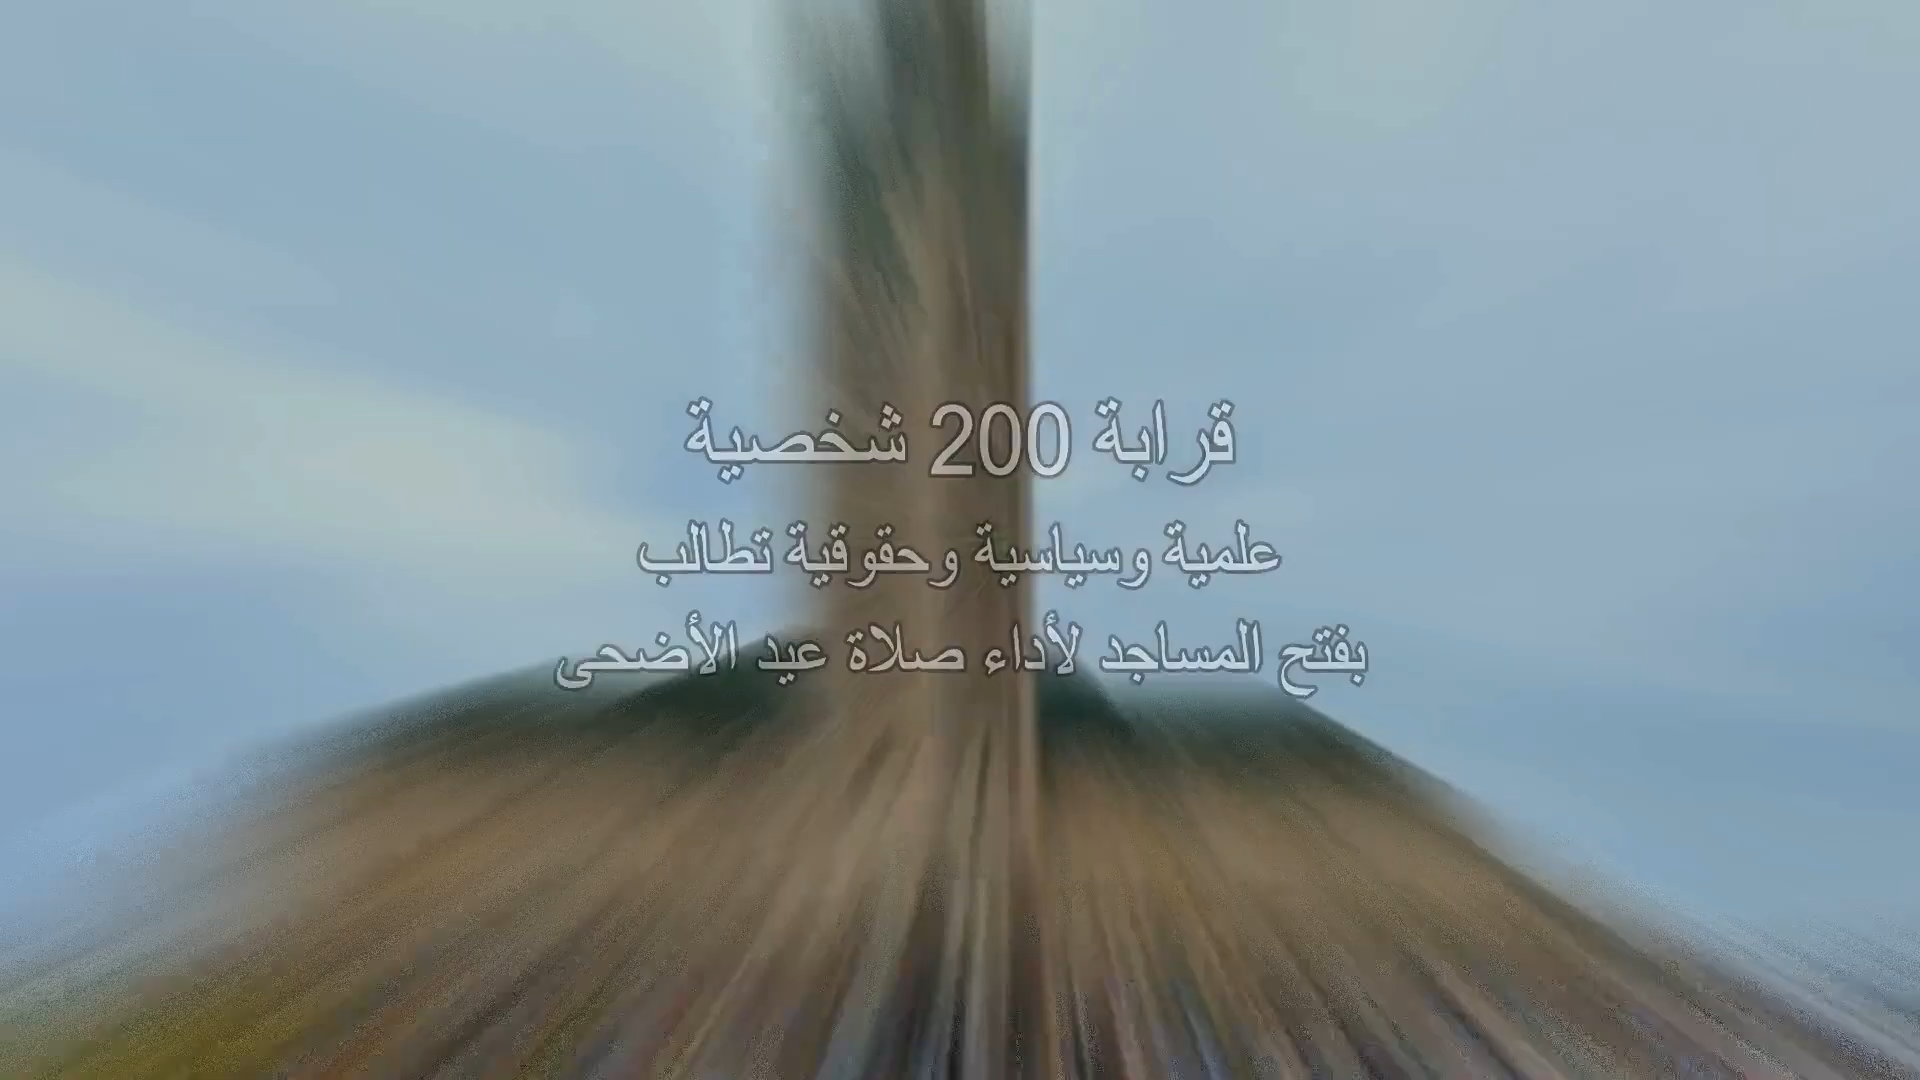 قرابة 200 شخصية
علمية وسياسية وحقوقية تطالب
بفتح المساجد لأداء صلاة عيد الأضحى